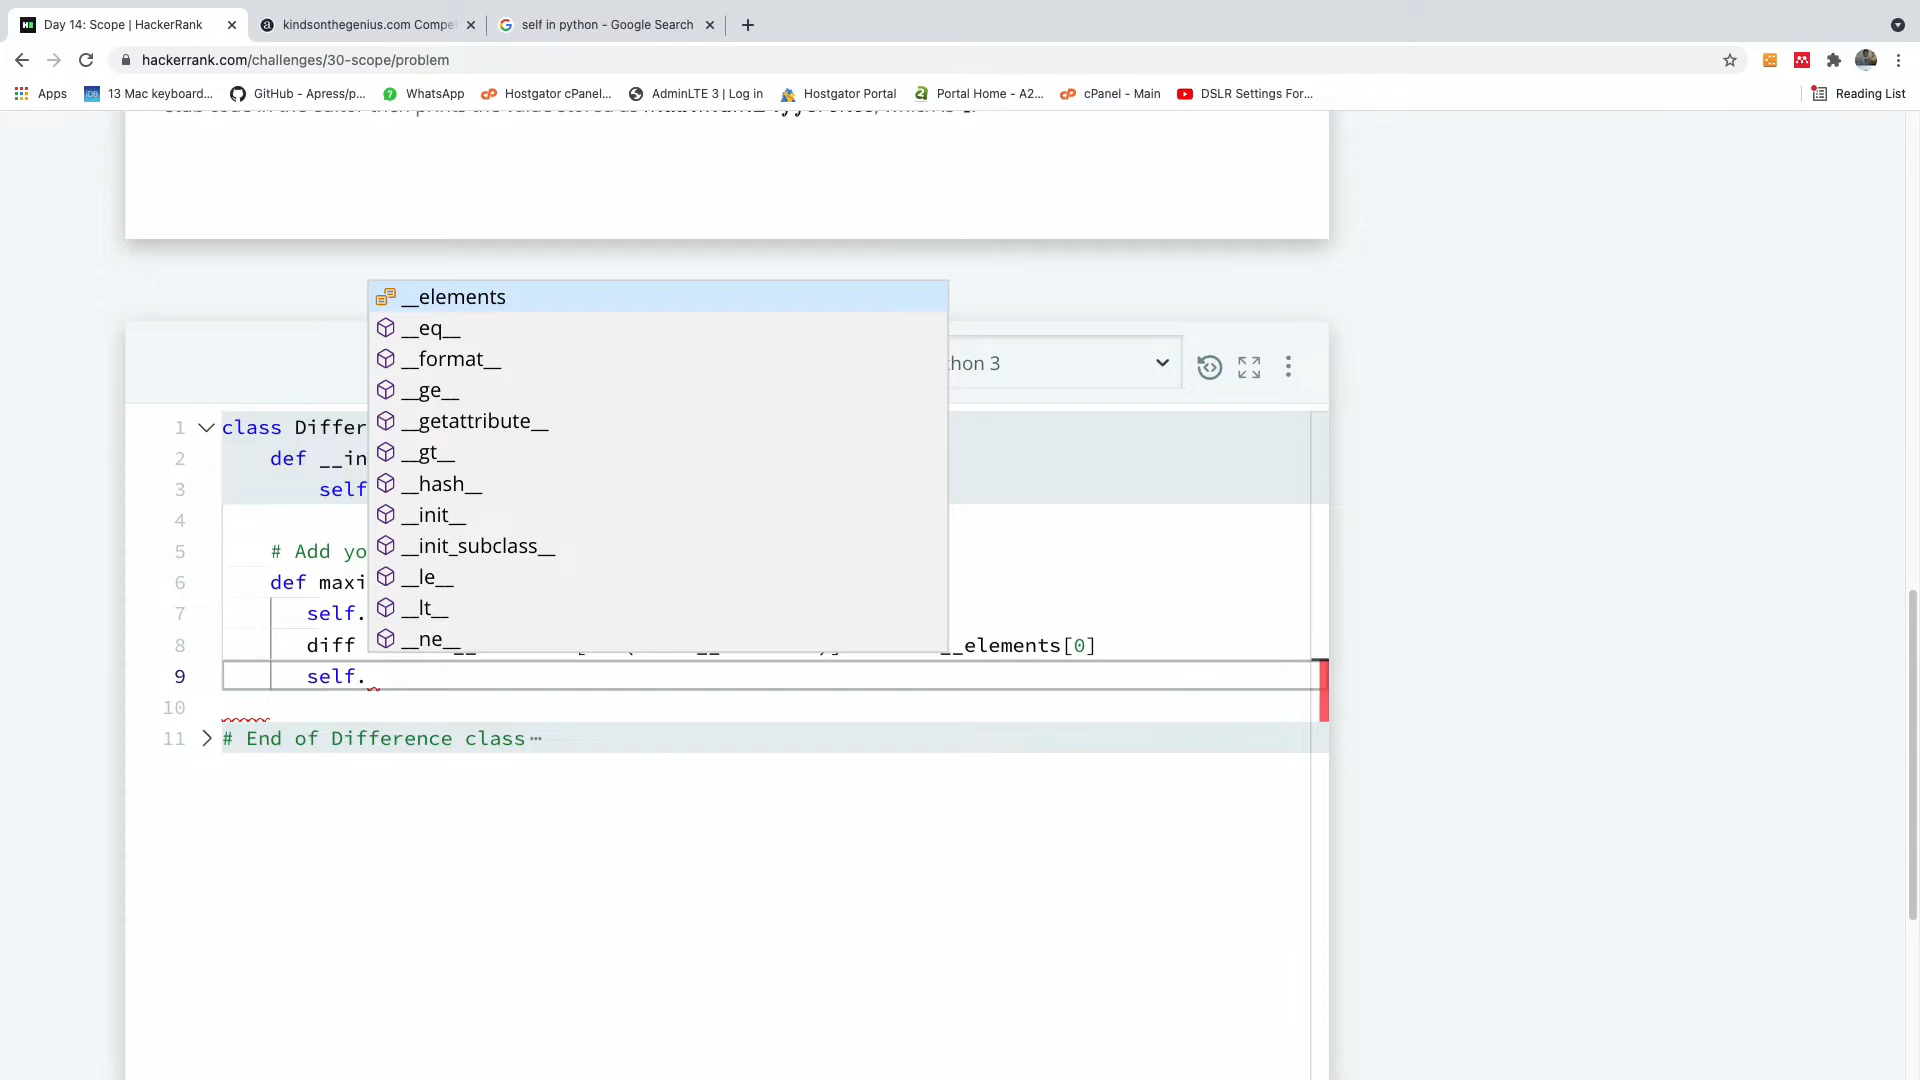 Day 14: Scope | HackerRank
kindsonthegenius.com Compe
self in python - Google Search
hackerrank.com/challenges/30-scope/problem
Apps
13 Mac keyboard...
GitHub - Apress/p...
WhatsApp
Hostgator cPanel...
AdminLTE 3 | Log in
Hostgator Portal
Portal Home - A2...
cPanel - Main
DSLR Settings For...
Reading List
__elements
__eq__
__format__
__ge__
__getattribute__
__gt__
__hash__
__init__
__init_subclass__
__le__
__lt__
__ne__
thon 3
1 class Differ
2 def __in
3 self
4
5 # Add yo
6 def maxi
7 self.
8 diff __elements[0]
9 self.
10
11 # End of Difference class